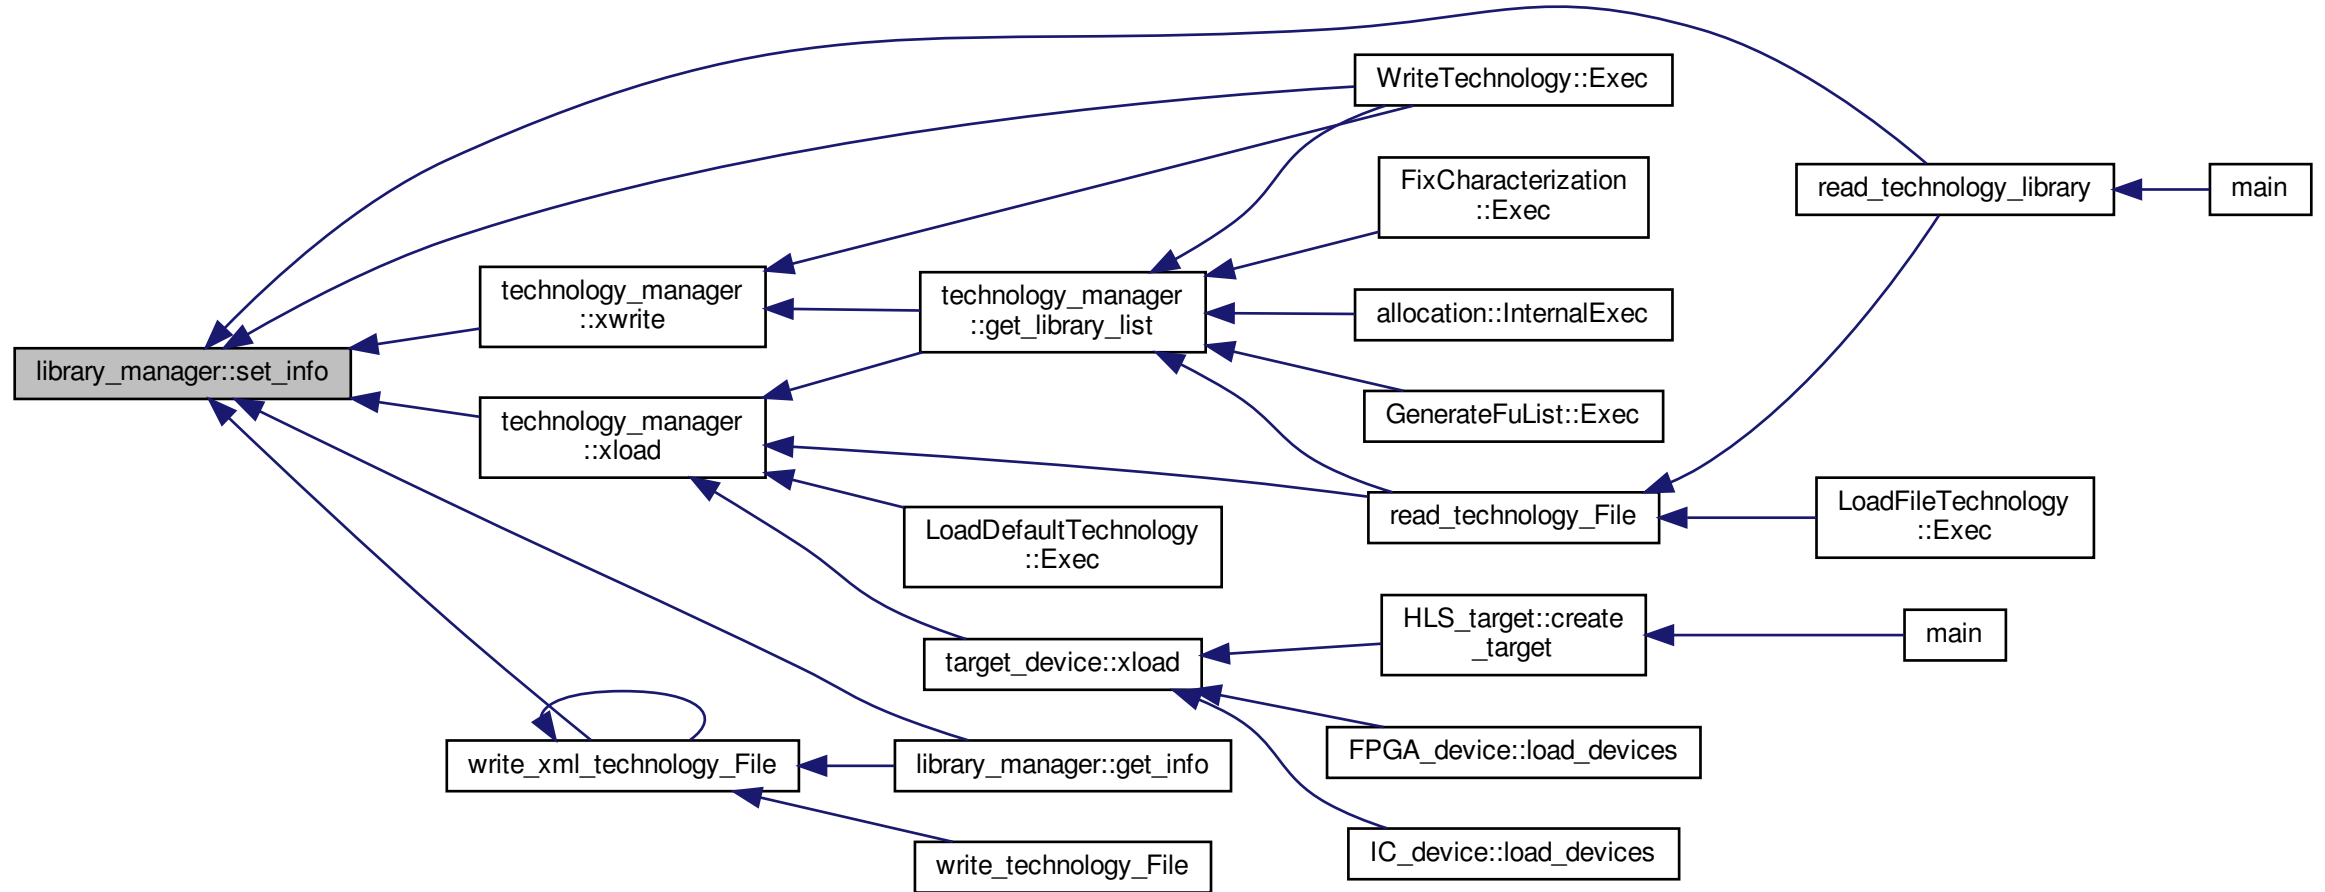 WriteTechnology::Exec
FixCharacterization
::Exec
read_technology_library
main
technology_manager
::xwrite
technology_manager
::get_library_list
allocation::InternalExec
library_manager::set_info
technology_manager
::xload
GenerateFuList::Exec
read_technology_File
LoadFileTechnology
::Exec
LoadDefaultTechnology
::Exec
HLS_target::create
_target
main
target_device::xload
FPGA_device::load_devices
write_xml_technology_File
library_manager::get_info
IC_device::load_devices
write_technology_File